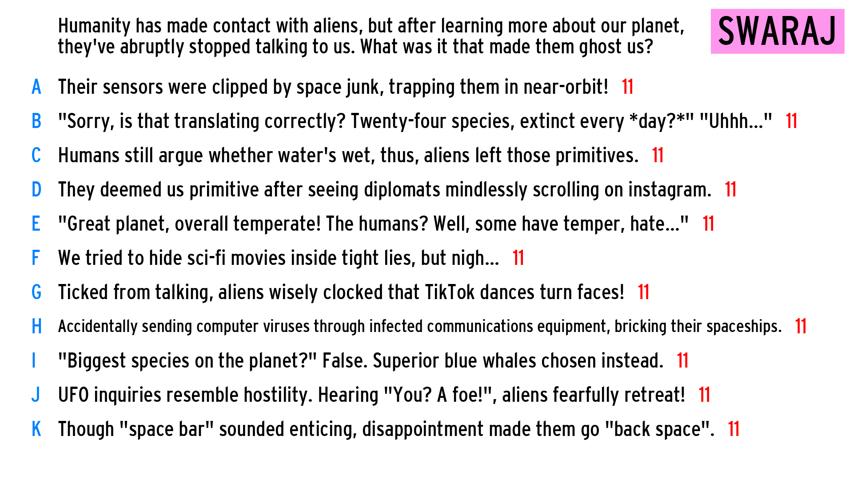 Humanity has made contact with aliens, but after learning more about our planet,
they've abruptly stopped talking to us. What was it that made them ghost us?
SWARAJ
A Their sensors were clipped by space junk, trapping them in near-orbit! 11
B "Sorry, is that translating correctly? Twenty-four species, extinct every *day?*" "Uhhh..." 11
C Humans still argue whether water's wet, thus, aliens left those primitives. 11
D They deemed us primitive after seeing diplomats mindlessly scrolling on instagram. 11
E "Great planet, overall temperate! The humans? Well, some have temper, hate..." 11
F We tried to hide sci-fi movies inside tight lies, but nigh... 11
G Ticked from talking, aliens wisely clocked that TikTok dances turn faces! 11
H Accidentally sending computer viruses through infected communications equipment, bricking their spaceships. 11
I "Biggest species on the planet?" False. Superior blue whales chosen instead. 11
J UFO inquiries resemble hostility. Hearing "You? A foe!", aliens fearfully retreat! 11
K Though "space bar" sounded enticing, disappointment made them go "back space". 11